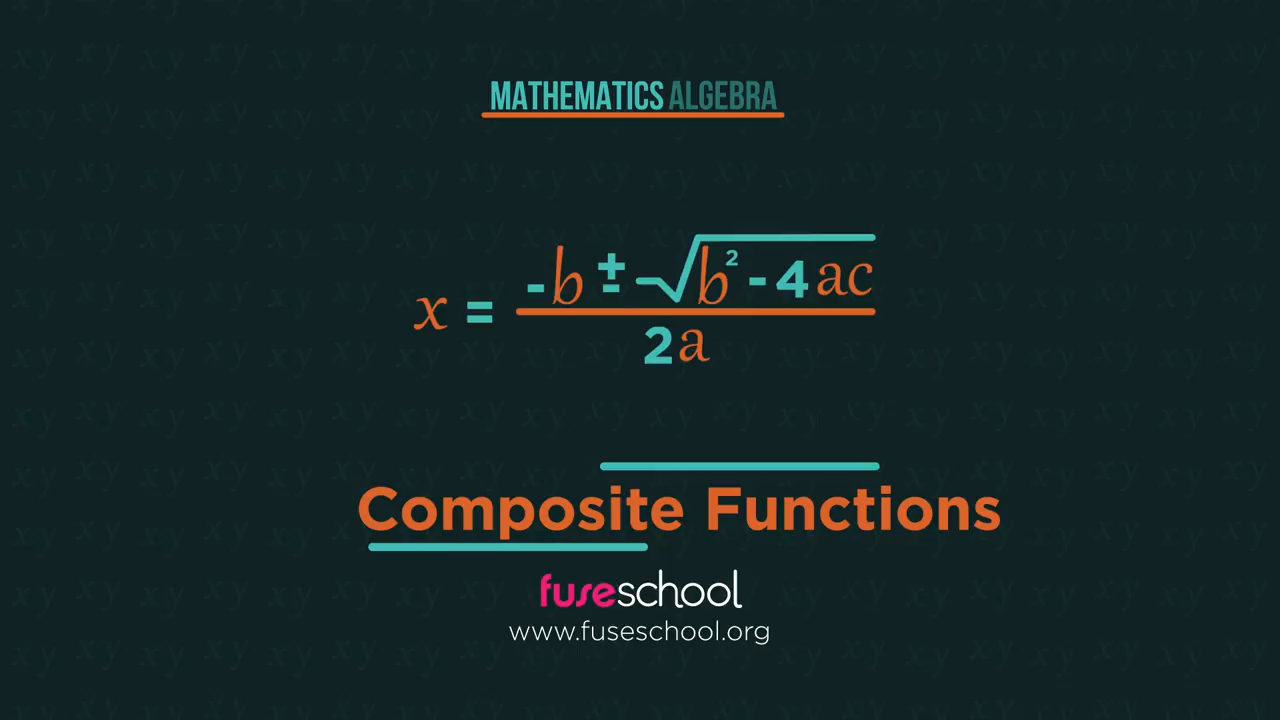 MATHEMATICS ALGEBRA
x = -b ± √b² - 4ac
2a
Composite Functions
fuseschool
www.fuseschool.org